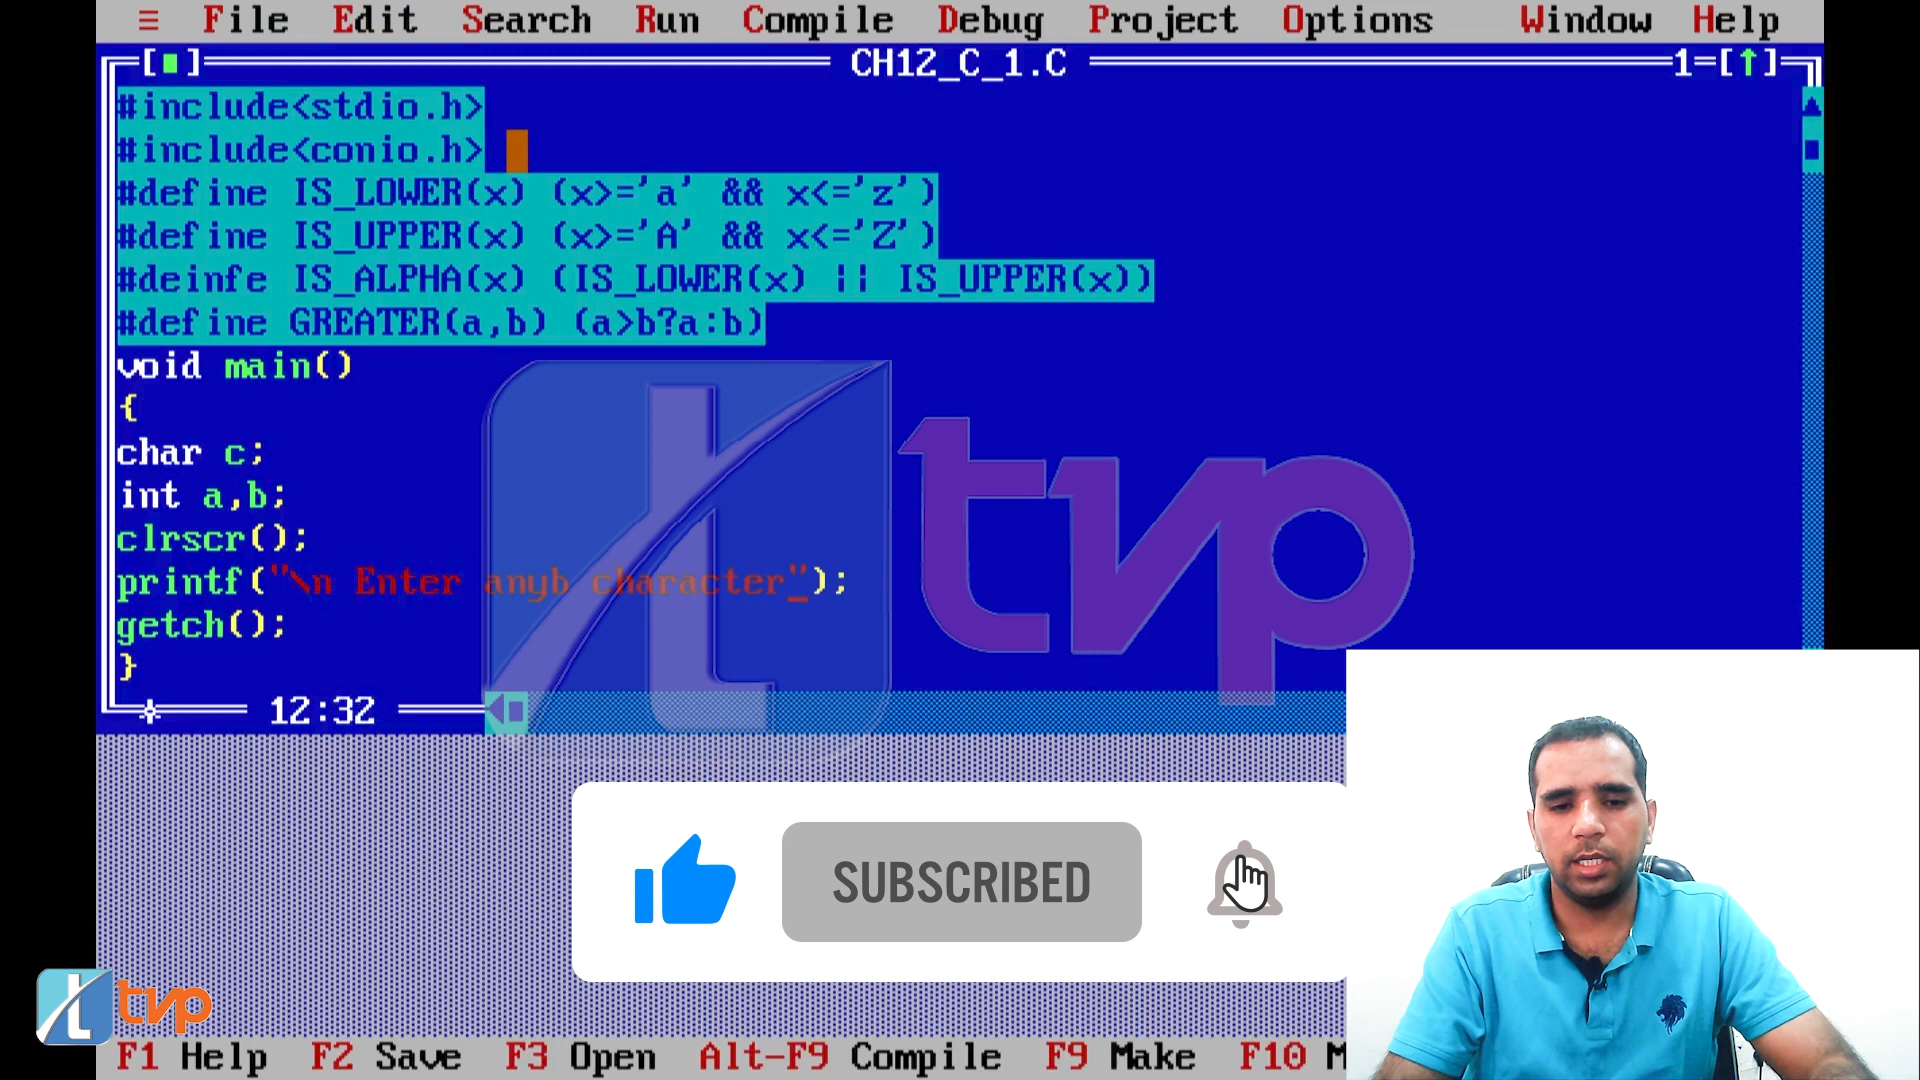 ≡ File Edit Search Run Compile Debug Project Options Window Help
[■] CH12_C_1.C 1=[↑]
#include<stdio.h>
#include<conio.h>
#define IS_LOWER(x) (x>='a' && x<='z')
#define IS_UPPER(x) (x>='A' && x<='Z')
#deinfe IS_ALPHA(x) (IS_LOWER(x) || IS_UPPER(x))
#define GREATER(a,b) (a>b?a:b)
void main()
{
char c;
int a,b;
clrscr();
printf("\n Enter anyb character_");
getch();
}
12:32
tvp
SUBSCRIBED
tvp
F1 Help F2 Save F3 Open Alt-F9 Compile F9 Make F10 M